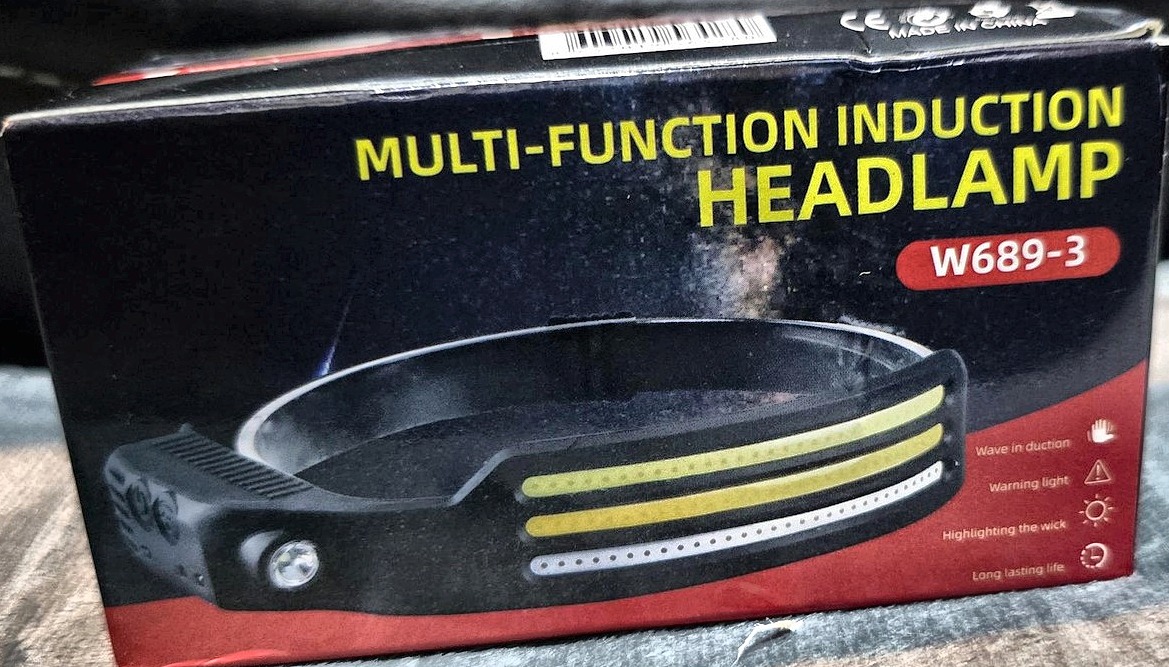 CE
MADE IN CHINA
MULTI-FUNCTION INDUCTION
HEADLAMP
W689-3
Wave in duction
Warning light
Highlighting the wick
Long lasting life